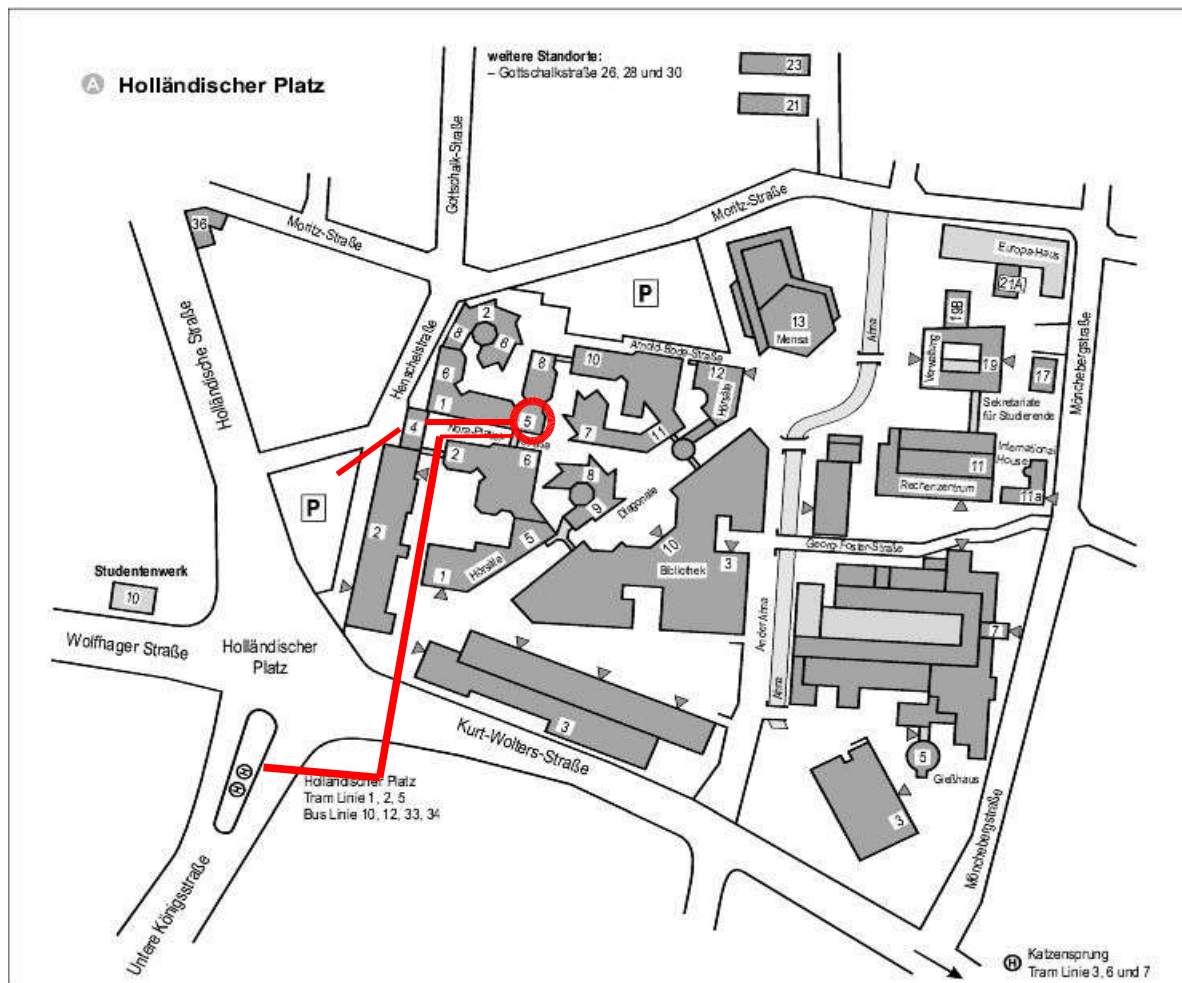 A Holländischer Platz
weitere Standorte:
– Gottschalkstraße 26, 28 und 30
23
21
Gottschalk-Straße
Moritz-Straße
Moritz-Straße
36
Holländische Straße
Henschelstraße
P
Europa-Haus
21A
19B
2
8
6
13
Mensa
Ahna
Verwaltung
19
17
Mönchebergstraße
Arnold-Bode-Straße
8
10
12
Hörsäle
6
1
4
5
7
11
Sekretariate
für Studierende
International
House
11
Rechenzentrum
11a
2
6
8
9
Diagonale
P
2
5
Hörsäle
1
10
Bibliothek
3
Georg-Foster-Straße
An der Ahna
Ahna
7
Studentenwerk
10
Wolfhager Straße
Holländischer
Platz
3
Kurt-Wolters-Straße
5
Gießhaus
3
Mönchebergstraße
H
H
Holländischer Platz
Tram Linie 1, 2, 5
Bus Linie 10, 12, 33, 34
Untere Königsstraße
H Katzensprung
Tram Linie 3, 6 und 7